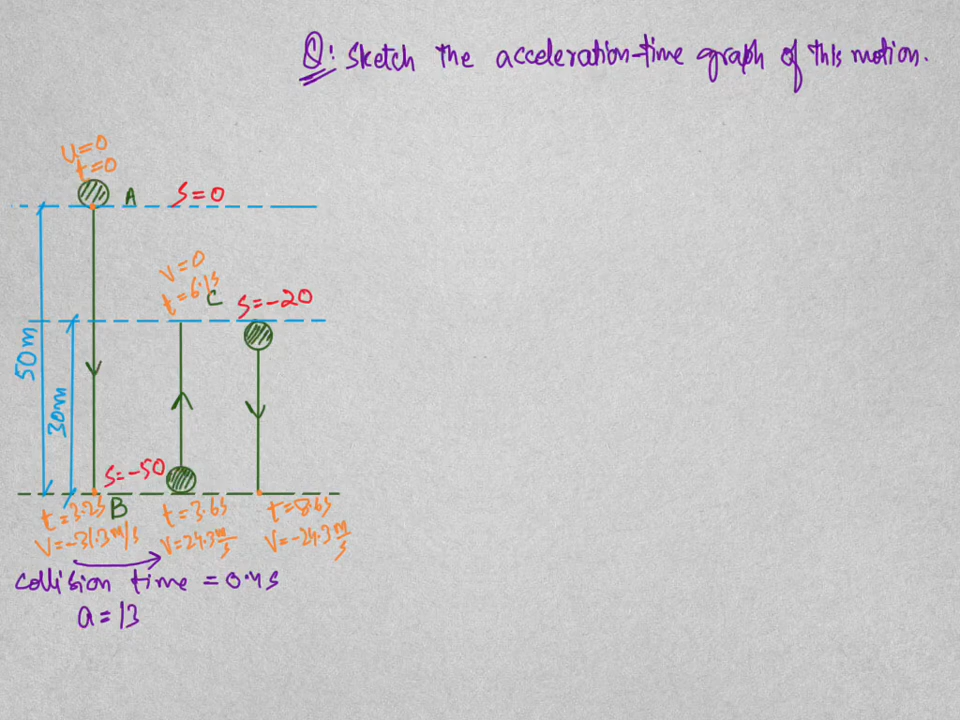 Q: Sketch the acceleration-time graph of this motion.
u=0
t=0
A
S=0
v=0
t=6.1s
C
S=-20
50m
30m
S=-50
B
t=3.2s
V=-31.3m/s
t=3.6s
V=24.3m/s
t=8.6s
V=-24.3m/s
collision time = 0.4s
a=13